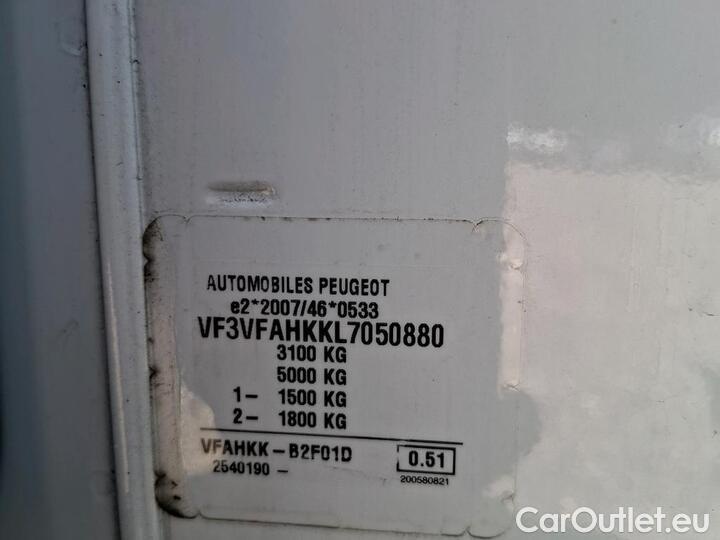 AUTOMOBILES PEUGEOT
e2*2007/46*0533
VF3VFAHKKL7050880
3100 KG
5000 KG
1- 1500 KG
2- 1800 KG
VFAHKK-B2F01D 0.51
2540190 - 200580821
CarOutlet.eu